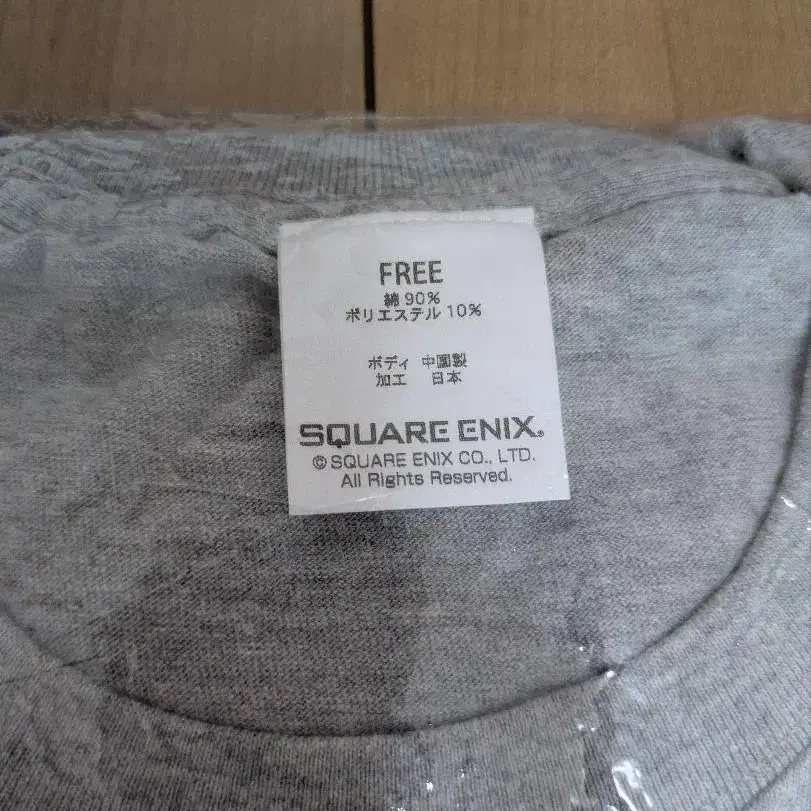 FREE
綿 90%
ポリエステル 10%
ボディ 中国製
加工 日本
SQUARE ENIX®
© SQUARE ENIX CO., LTD.
All Rights Reserved.